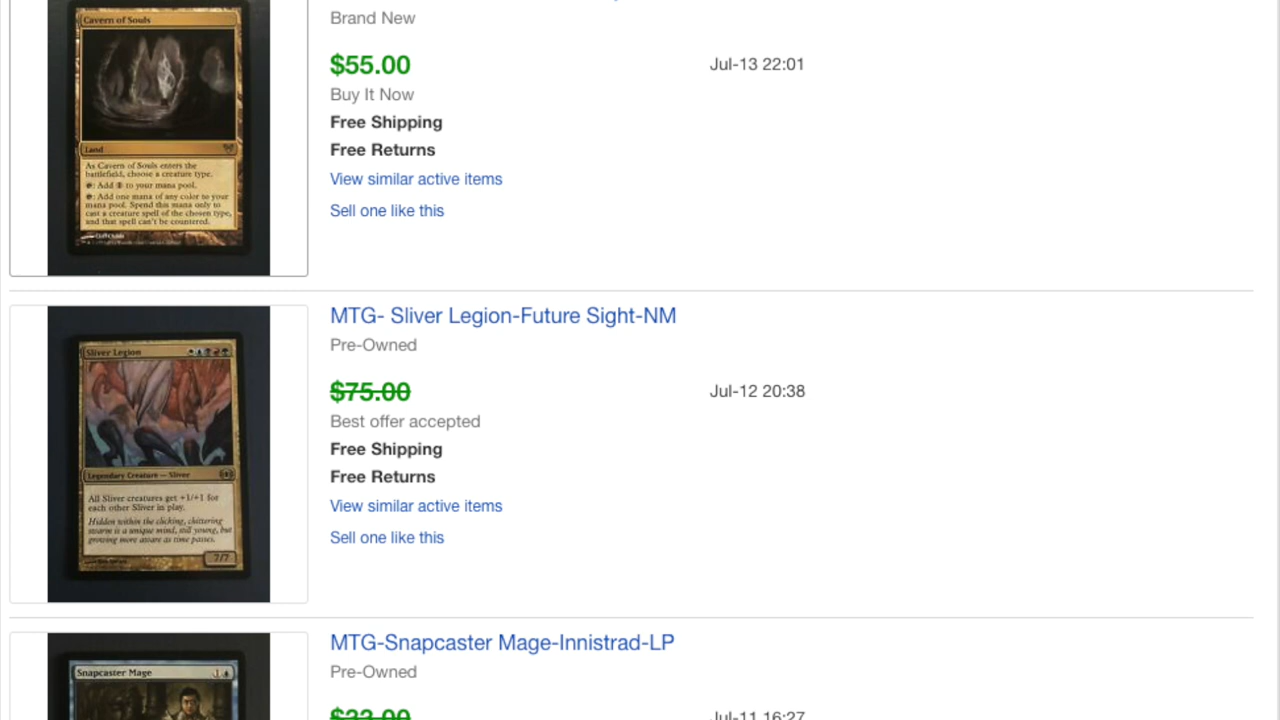 Cavern of Souls
Brand New
$55.00
Jul-13 22:01
Buy It Now
Free Shipping
Free Returns
View similar active items
Sell one like this
Land
As Cavern of Souls enters the
battlefield, choose a creature type.
: Add to your mana pool.
: Add one mana of any color to your
mana pool. Spend this mana only to
cast a creature spell of the chosen type,
and that spell can't be countered.
MTG- Sliver Legion-Future Sight-NM
Pre-Owned
$75.00
Jul-12 20:38
Best offer accepted
Free Shipping
Free Returns
View similar active items
Sell one like this
Sliver Legion
Legendary Creature — Sliver
All Sliver creatures get +1/+1 for
each other Sliver in play.
Hidden within the clicking, chittering
swarm is a unique mind, still young, but
growing more aware as time passes.
7/7
MTG-Snapcaster Mage-Innistrad-LP
Pre-Owned
Jul-11 16:27
Snapcaster Mage
1